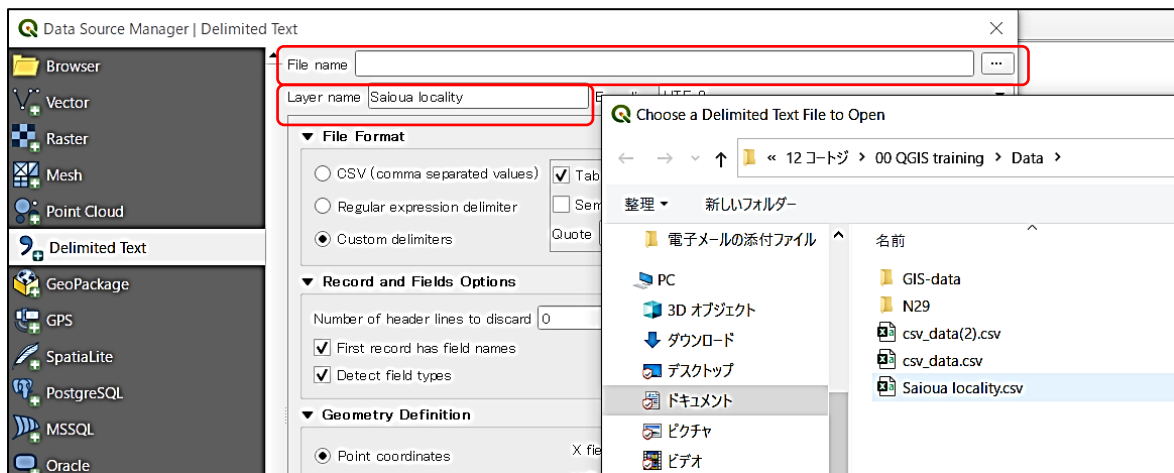 Data Source Manager | Delimited Text
Browser
Vector
Raster
Mesh
Point Cloud
Delimited Text
GeoPackage
GPS
SpatiaLite
PostgreSQL
MSSQL
Oracle
File name
...
Layer name Saioua locality
▼ File Format
CSV (comma separated values)
Tab
Regular expression delimiter
Custom delimiters
Quote
▼ Record and Fields Options
Number of header lines to discard 0
First record has field names
Detect field types
▼ Geometry Definition
Point coordinates
Choose a Delimited Text File to Open
« 12 コートジ > 00 QGIS training > Data >
整理 新しいフォルダー
電子メールの添付ファイル
PC
3D オブジェクト
ダウンロード
デスクトップ
ドキュメント
ピクチャ
ビデオ
名前
GIS-data
N29
csv_data(2).csv
csv_data.csv
Saioua locality.csv